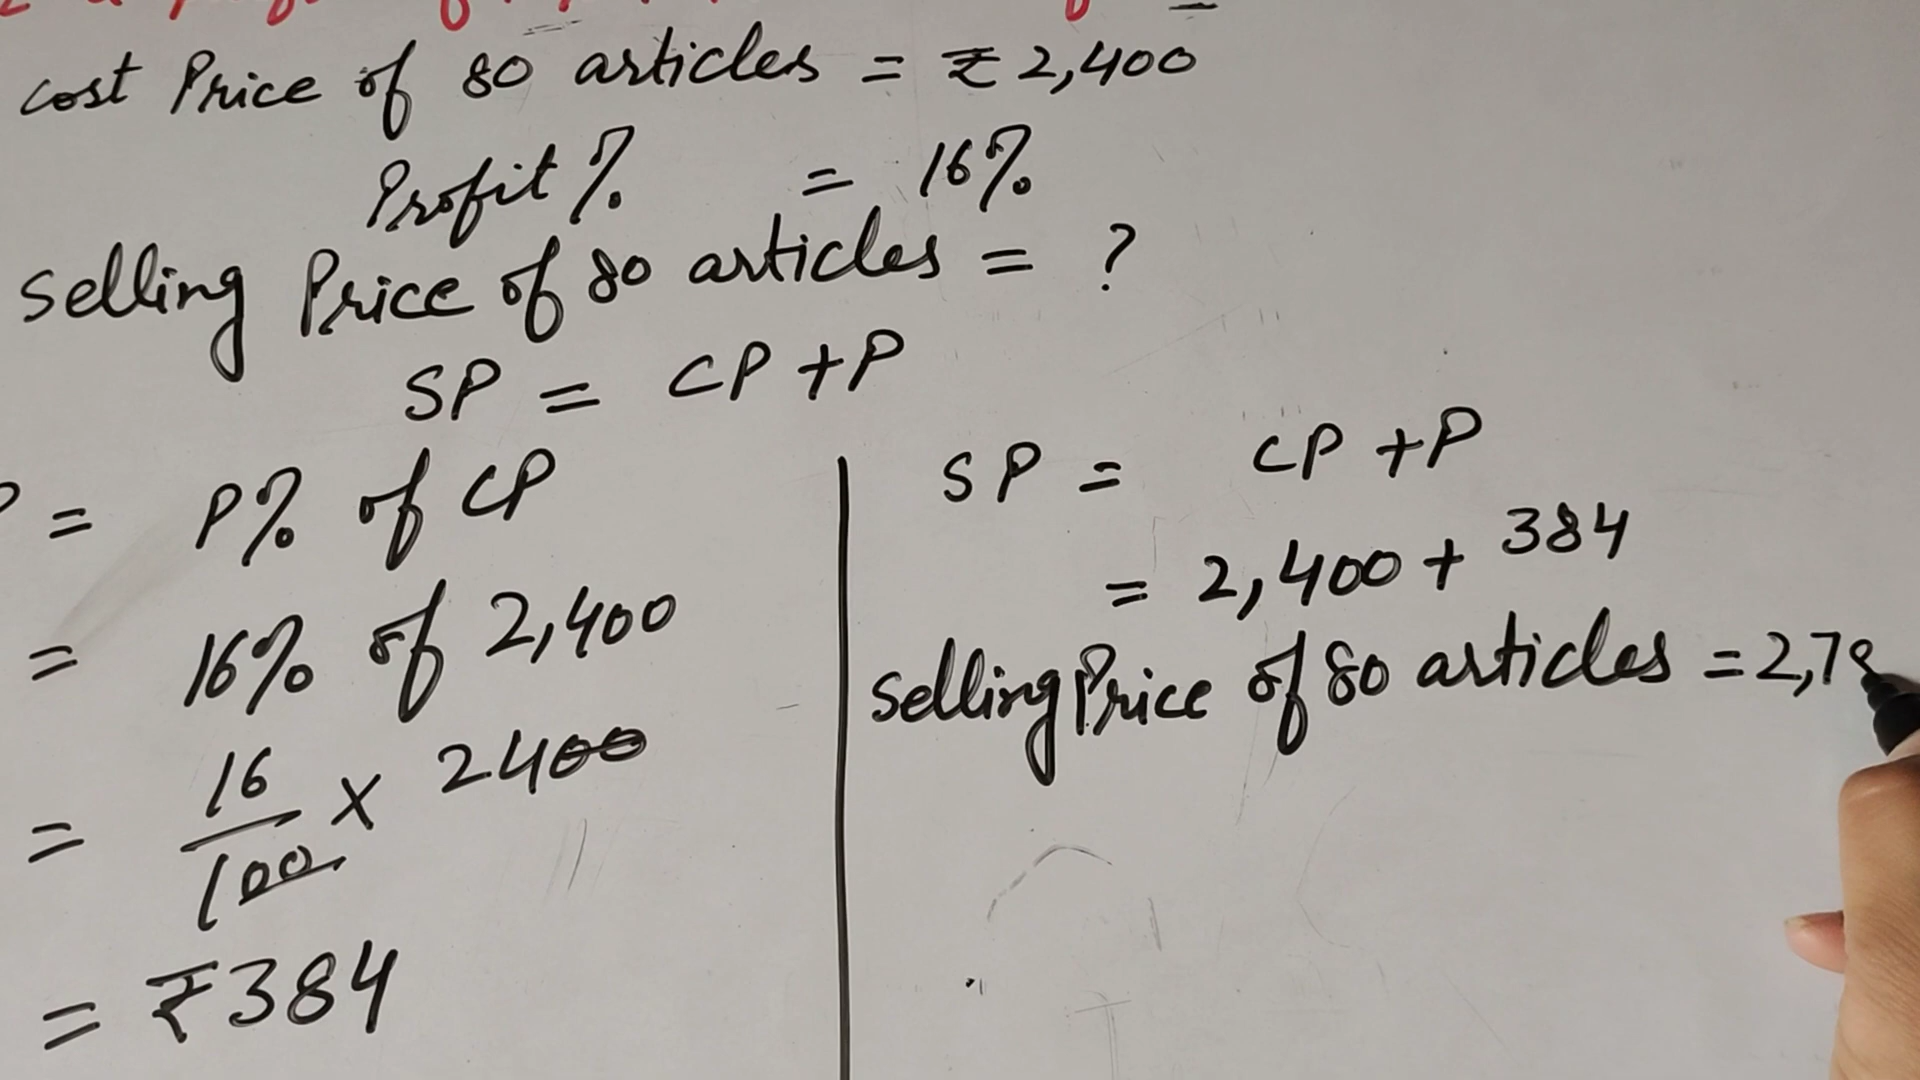 cost Price of 80 articles = ₹ 2,400
Profit % = 16%
Selling Price of 80 articles = ?
SP = CP + P
= P% of CP
= 16% of 2,400
= 16/100 × 2400
= ₹384
SP = CP + P
= 2,400 + 384
Selling Price of 80 articles = 2,78